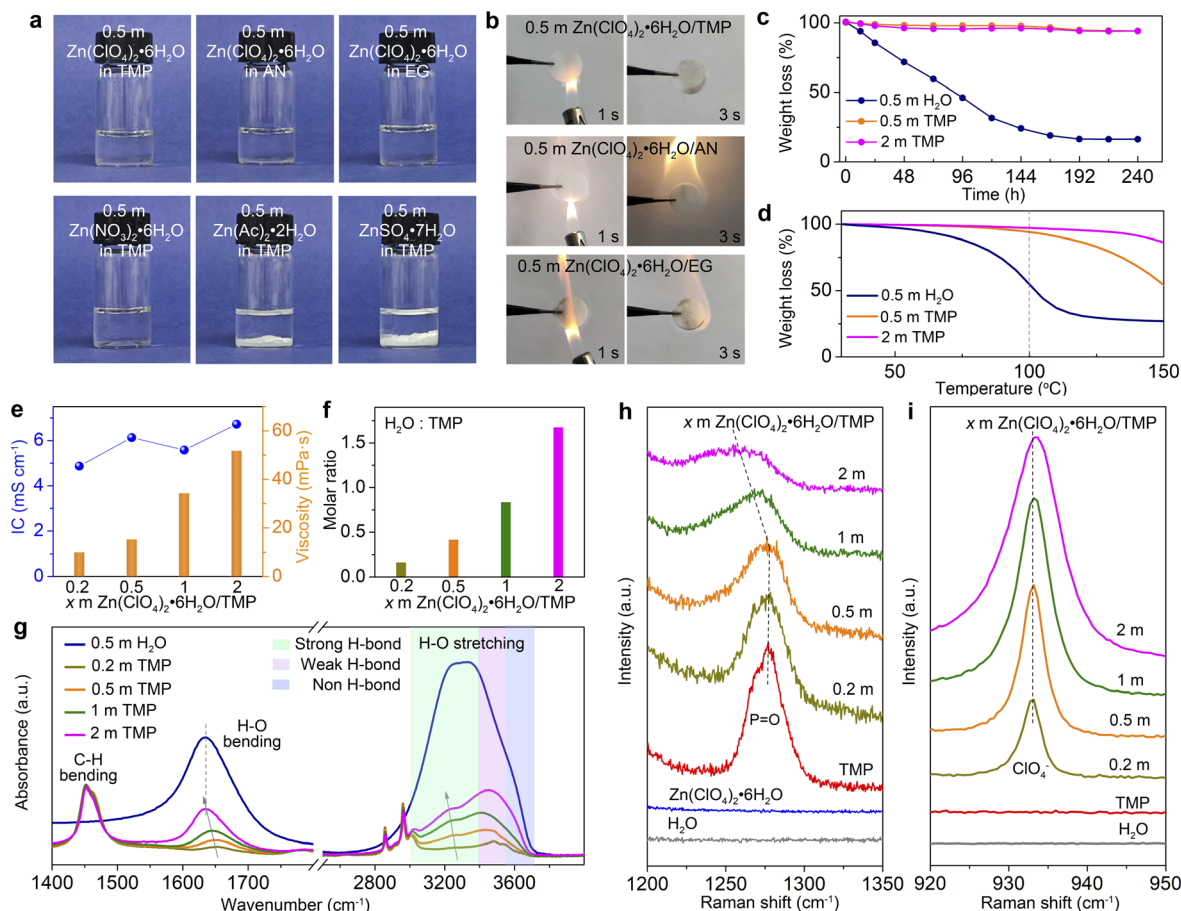 a
0.5 m
Zn(ClO₄)₂•6H₂O
in TMP
0.5 m
Zn(ClO₄)₂•6H₂O
in AN
0.5 m
Zn(ClO₄)₂•6H₂O
in EG
0.5 m
Zn(NO₃)₂•6H₂O
in TMP
0.5 m
Zn(Ac)₂•2H₂O
in TMP
0.5 m
ZnSO₄•7H₂O
in TMP
b
0.5 m Zn(ClO₄)₂•6H₂O/TMP
1 s
3 s
0.5 m Zn(ClO₄)₂•6H₂O/AN
1 s
3 s
0.5 m Zn(ClO₄)₂•6H₂O/EG
1 s
3 s
c
Weight loss (%)
100
50
0
0.5 m H₂O
0.5 m TMP
2 m TMP
0 48 96 144 192 240
Time (h)
d
Weight loss (%)
100
50
0
0.5 m H₂O
0.5 m TMP
2 m TMP
50 100 150
Temperature (°C)
e
IC (mS cm⁻¹)
6
4
2
0
Viscosity (mPa·s)
60
40
20
0
0.2 0.5 1 2
x m Zn(ClO₄)₂•6H₂O/TMP
f
H₂O : TMP
Molar ratio
1.5
1.0
0.5
0.0
0.2 0.5 1 2
x m Zn(ClO₄)₂•6H₂O/TMP
g
Absorbance (a.u.)
0.5 m H₂O
0.2 m TMP
0.5 m TMP
1 m TMP
2 m TMP
C-H
bending
H-O
bending
Strong H-bond
Weak H-bond
Non H-bond
H-O stretching
1400 1500 1600 1700 2800 3200 3600
Wavenumber (cm⁻¹)
h
x m Zn(ClO₄)₂•6H₂O/TMP
Intensity (a.u.)
2 m
1 m
0.5 m
0.2 m
P=O
TMP
Zn(ClO₄)₂•6H₂O
H₂O
1200 1250 1300 1350
Raman shift (cm⁻¹)
i
x m Zn(ClO₄)₂•6H₂O/TMP
Intensity (a.u.)
2 m
1 m
0.5 m
0.2 m
ClO₄⁻
TMP
H₂O
920 930 940 950
Raman shift (cm⁻¹)